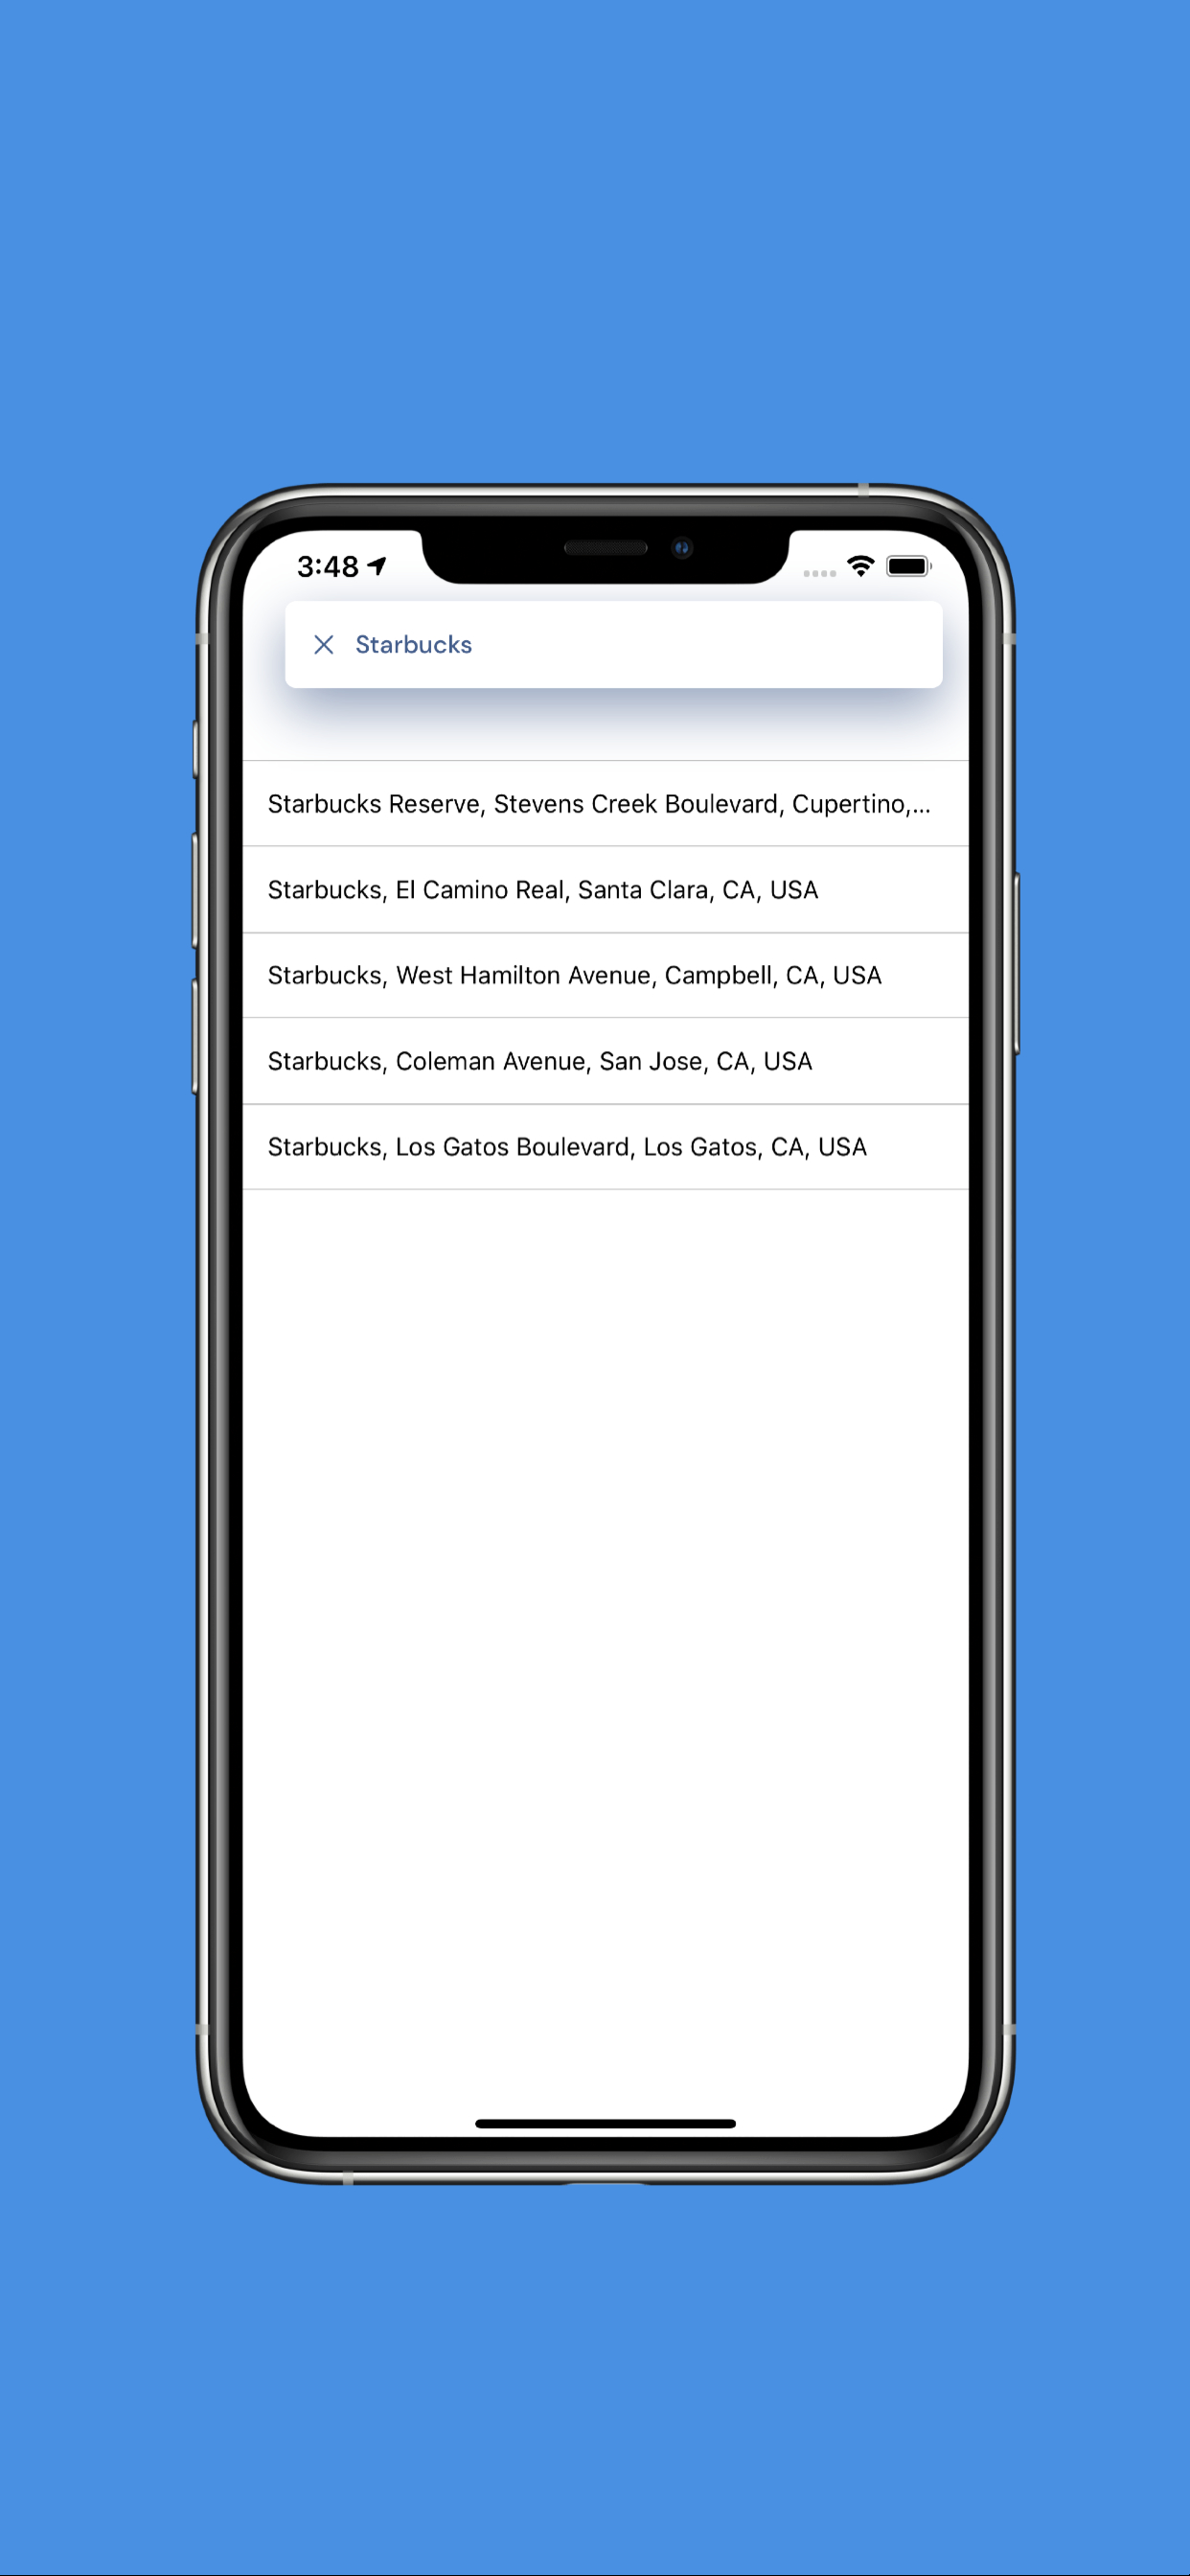 3:48
Starbucks
Starbucks Reserve, Stevens Creek Boulevard, Cupertino,...
Starbucks, El Camino Real, Santa Clara, CA, USA
Starbucks, West Hamilton Avenue, Campbell, CA, USA
Starbucks, Coleman Avenue, San Jose, CA, USA
Starbucks, Los Gatos Boulevard, Los Gatos, CA, USA